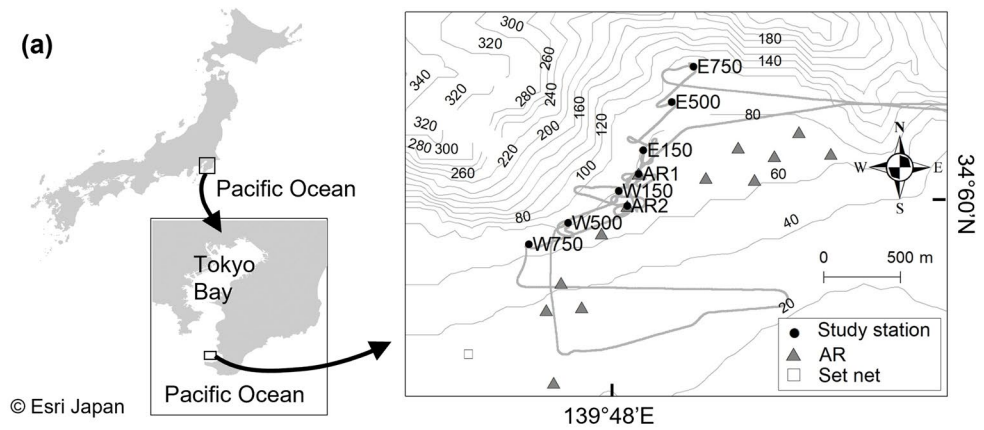 (a)
Pacific Ocean
Tokyo
Bay
Pacific Ocean
© Esri Japan
300
320
320
340
320
320
280 300
260
260
280
240
200
220
160
120
100
80
180
140
80
60
40
20
E750
E500
E150
AR1
W150
AR2
W500
W750
N
W E
S
0 500 m
Study station
AR
Set net
34°60'N
139°48'E